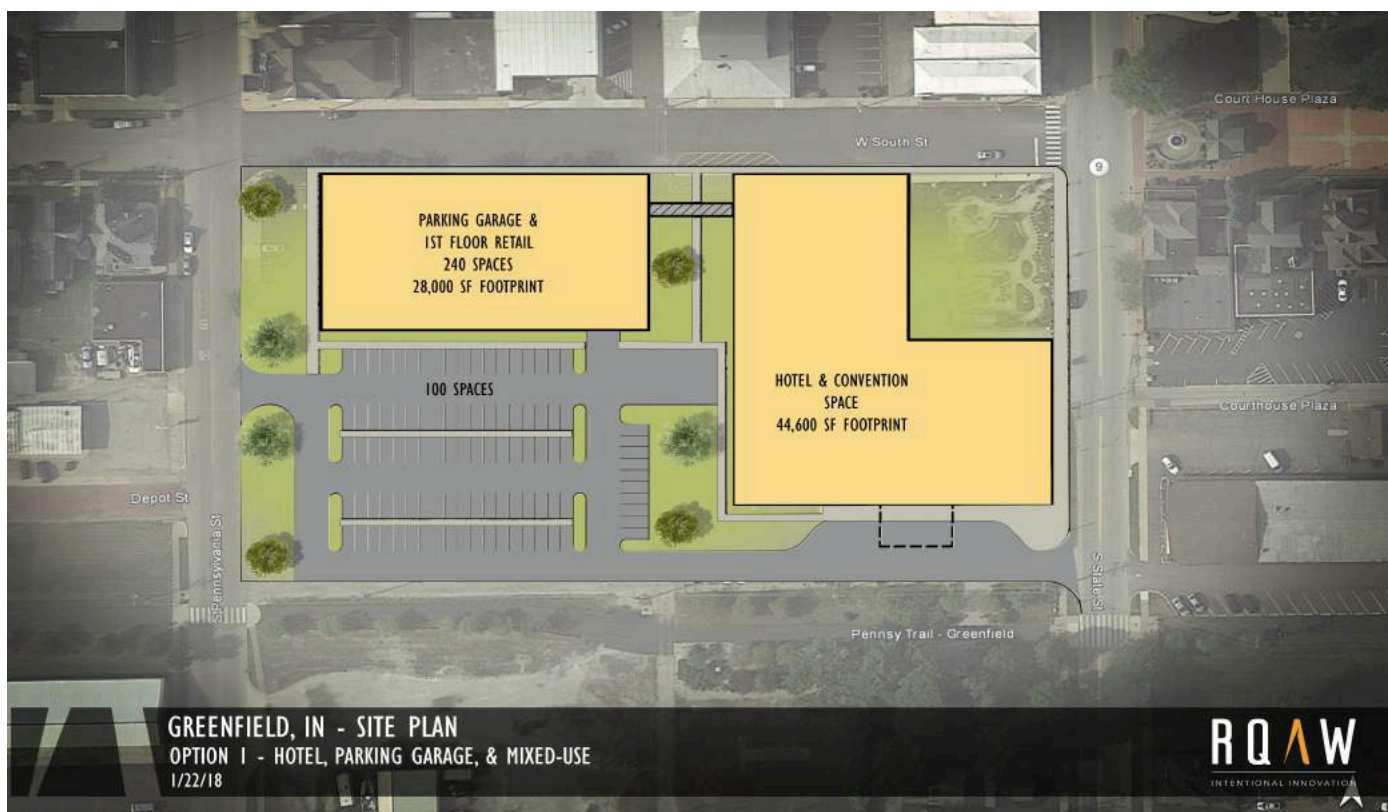 Court House Plaza
W South St
9
PARKING GARAGE &
1ST FLOOR RETAIL
240 SPACES
28,000 SF FOOTPRINT
100 SPACES
HOTEL & CONVENTION
SPACE
44,600 SF FOOTPRINT
Courthouse Plaza
Depot St
S Pennsylvania St
S State St
Pennsy Trail - Greenfield
GREENFIELD, IN - SITE PLAN
OPTION 1 - HOTEL, PARKING GARAGE, & MIXED-USE
1/22/18
RQAW
INTENTIONAL INNOVATION